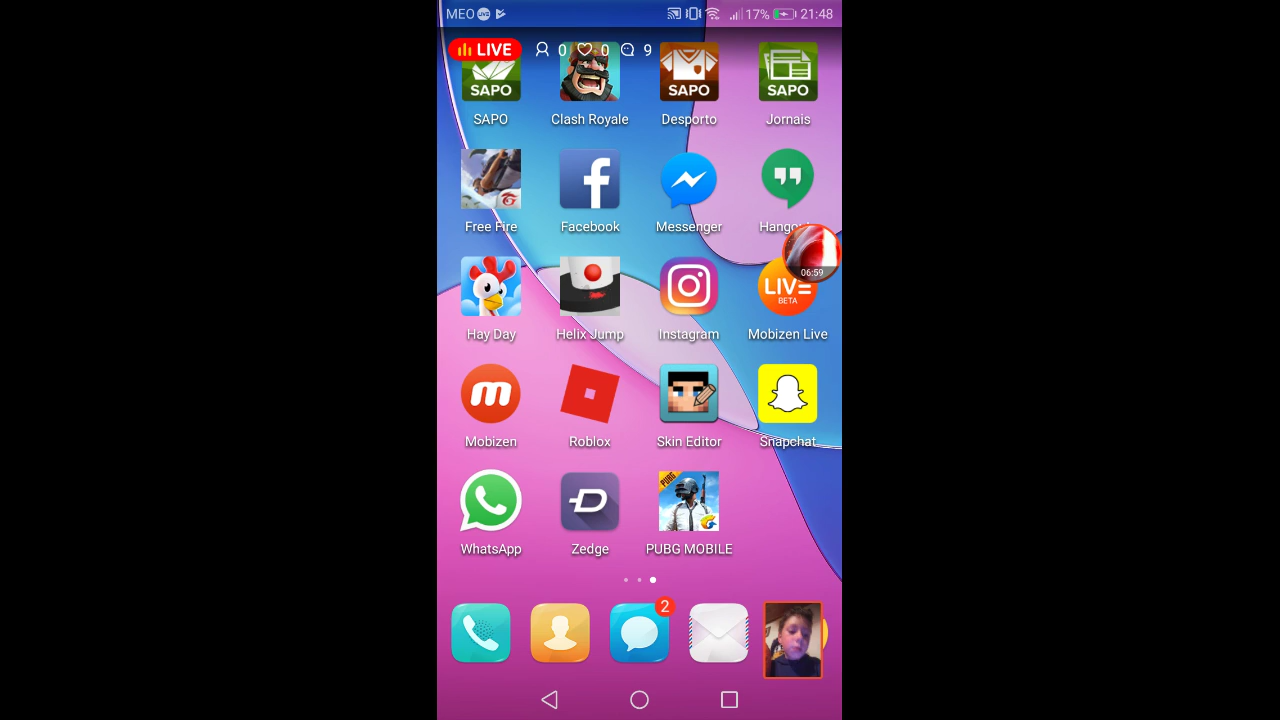 MEO LIVE 17% 21:48
LIVE 0 0 9
SAPO SAPO SAPO
SAPO Clash Royale Desporto Jornais
Free Fire Facebook Messenger
06:59
LIVE
BETA
Hay Day Helix Jump Instagram Mobizen Live
m
Mobizen Roblox Skin Editor Snapchat
PUBG
WhatsApp Zedge PUBG MOBILE
2